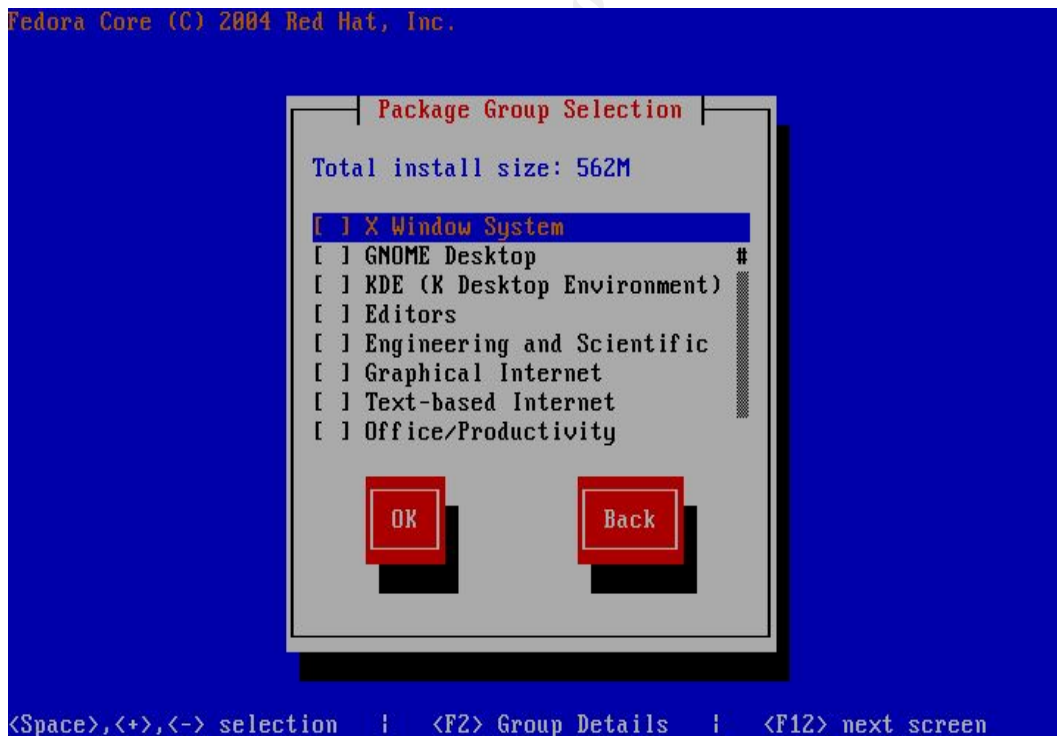 Fedora Core (C) 2004 Red Hat, Inc.
Package Group Selection
Total install size: 562M
[ ] X Window System
[ ] GNOME Desktop #
[ ] KDE (K Desktop Environment)
[ ] Editors
[ ] Engineering and Scientific
[ ] Graphical Internet
[ ] Text-based Internet
[ ] Office/Productivity
OK Back
<Space>,<+>,<-> selection | <F2> Group Details | <F12> next screen